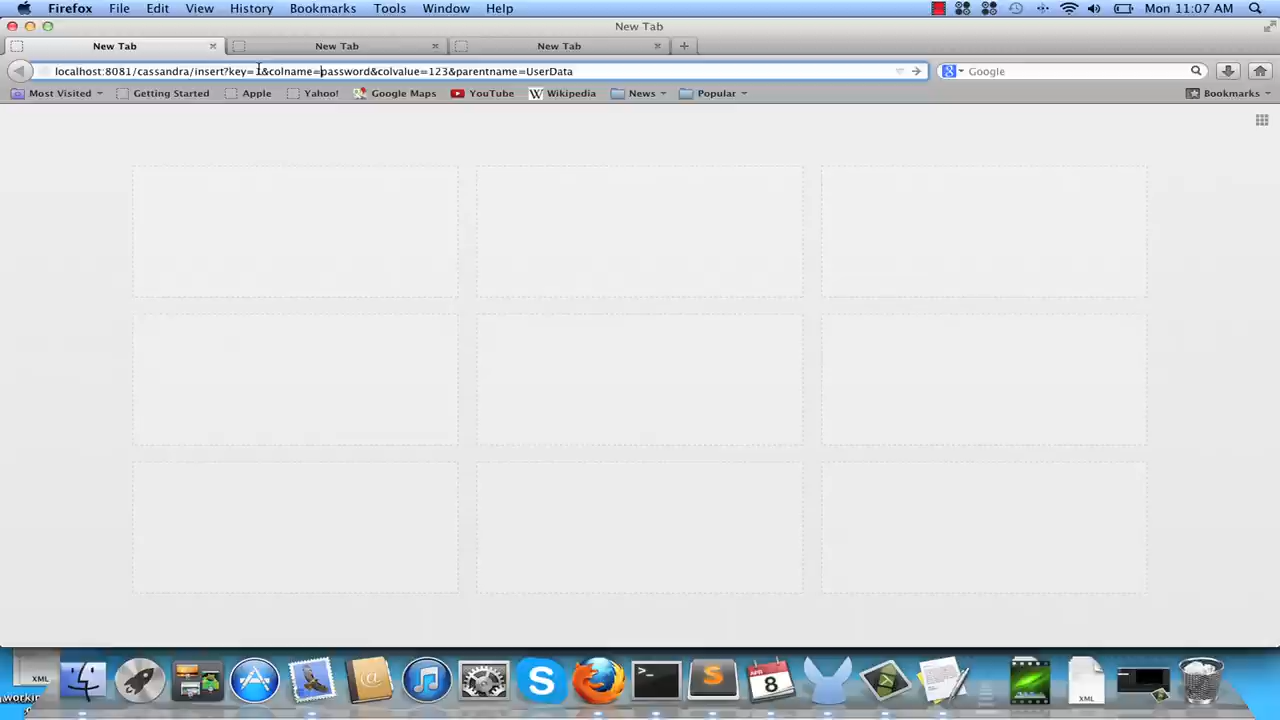 Firefox File Edit View History Bookmarks Tools Window Help Mon 11:07 AM
New Tab
New Tab New Tab New Tab
localhost:8081/cassandra/insert?key=1&colname=password&colvalue=123&parentname=UserData Google
Most Visited Getting Started Apple Yahoo! Google Maps YouTube Wikipedia News Popular Bookmarks
XML APR 8 XML